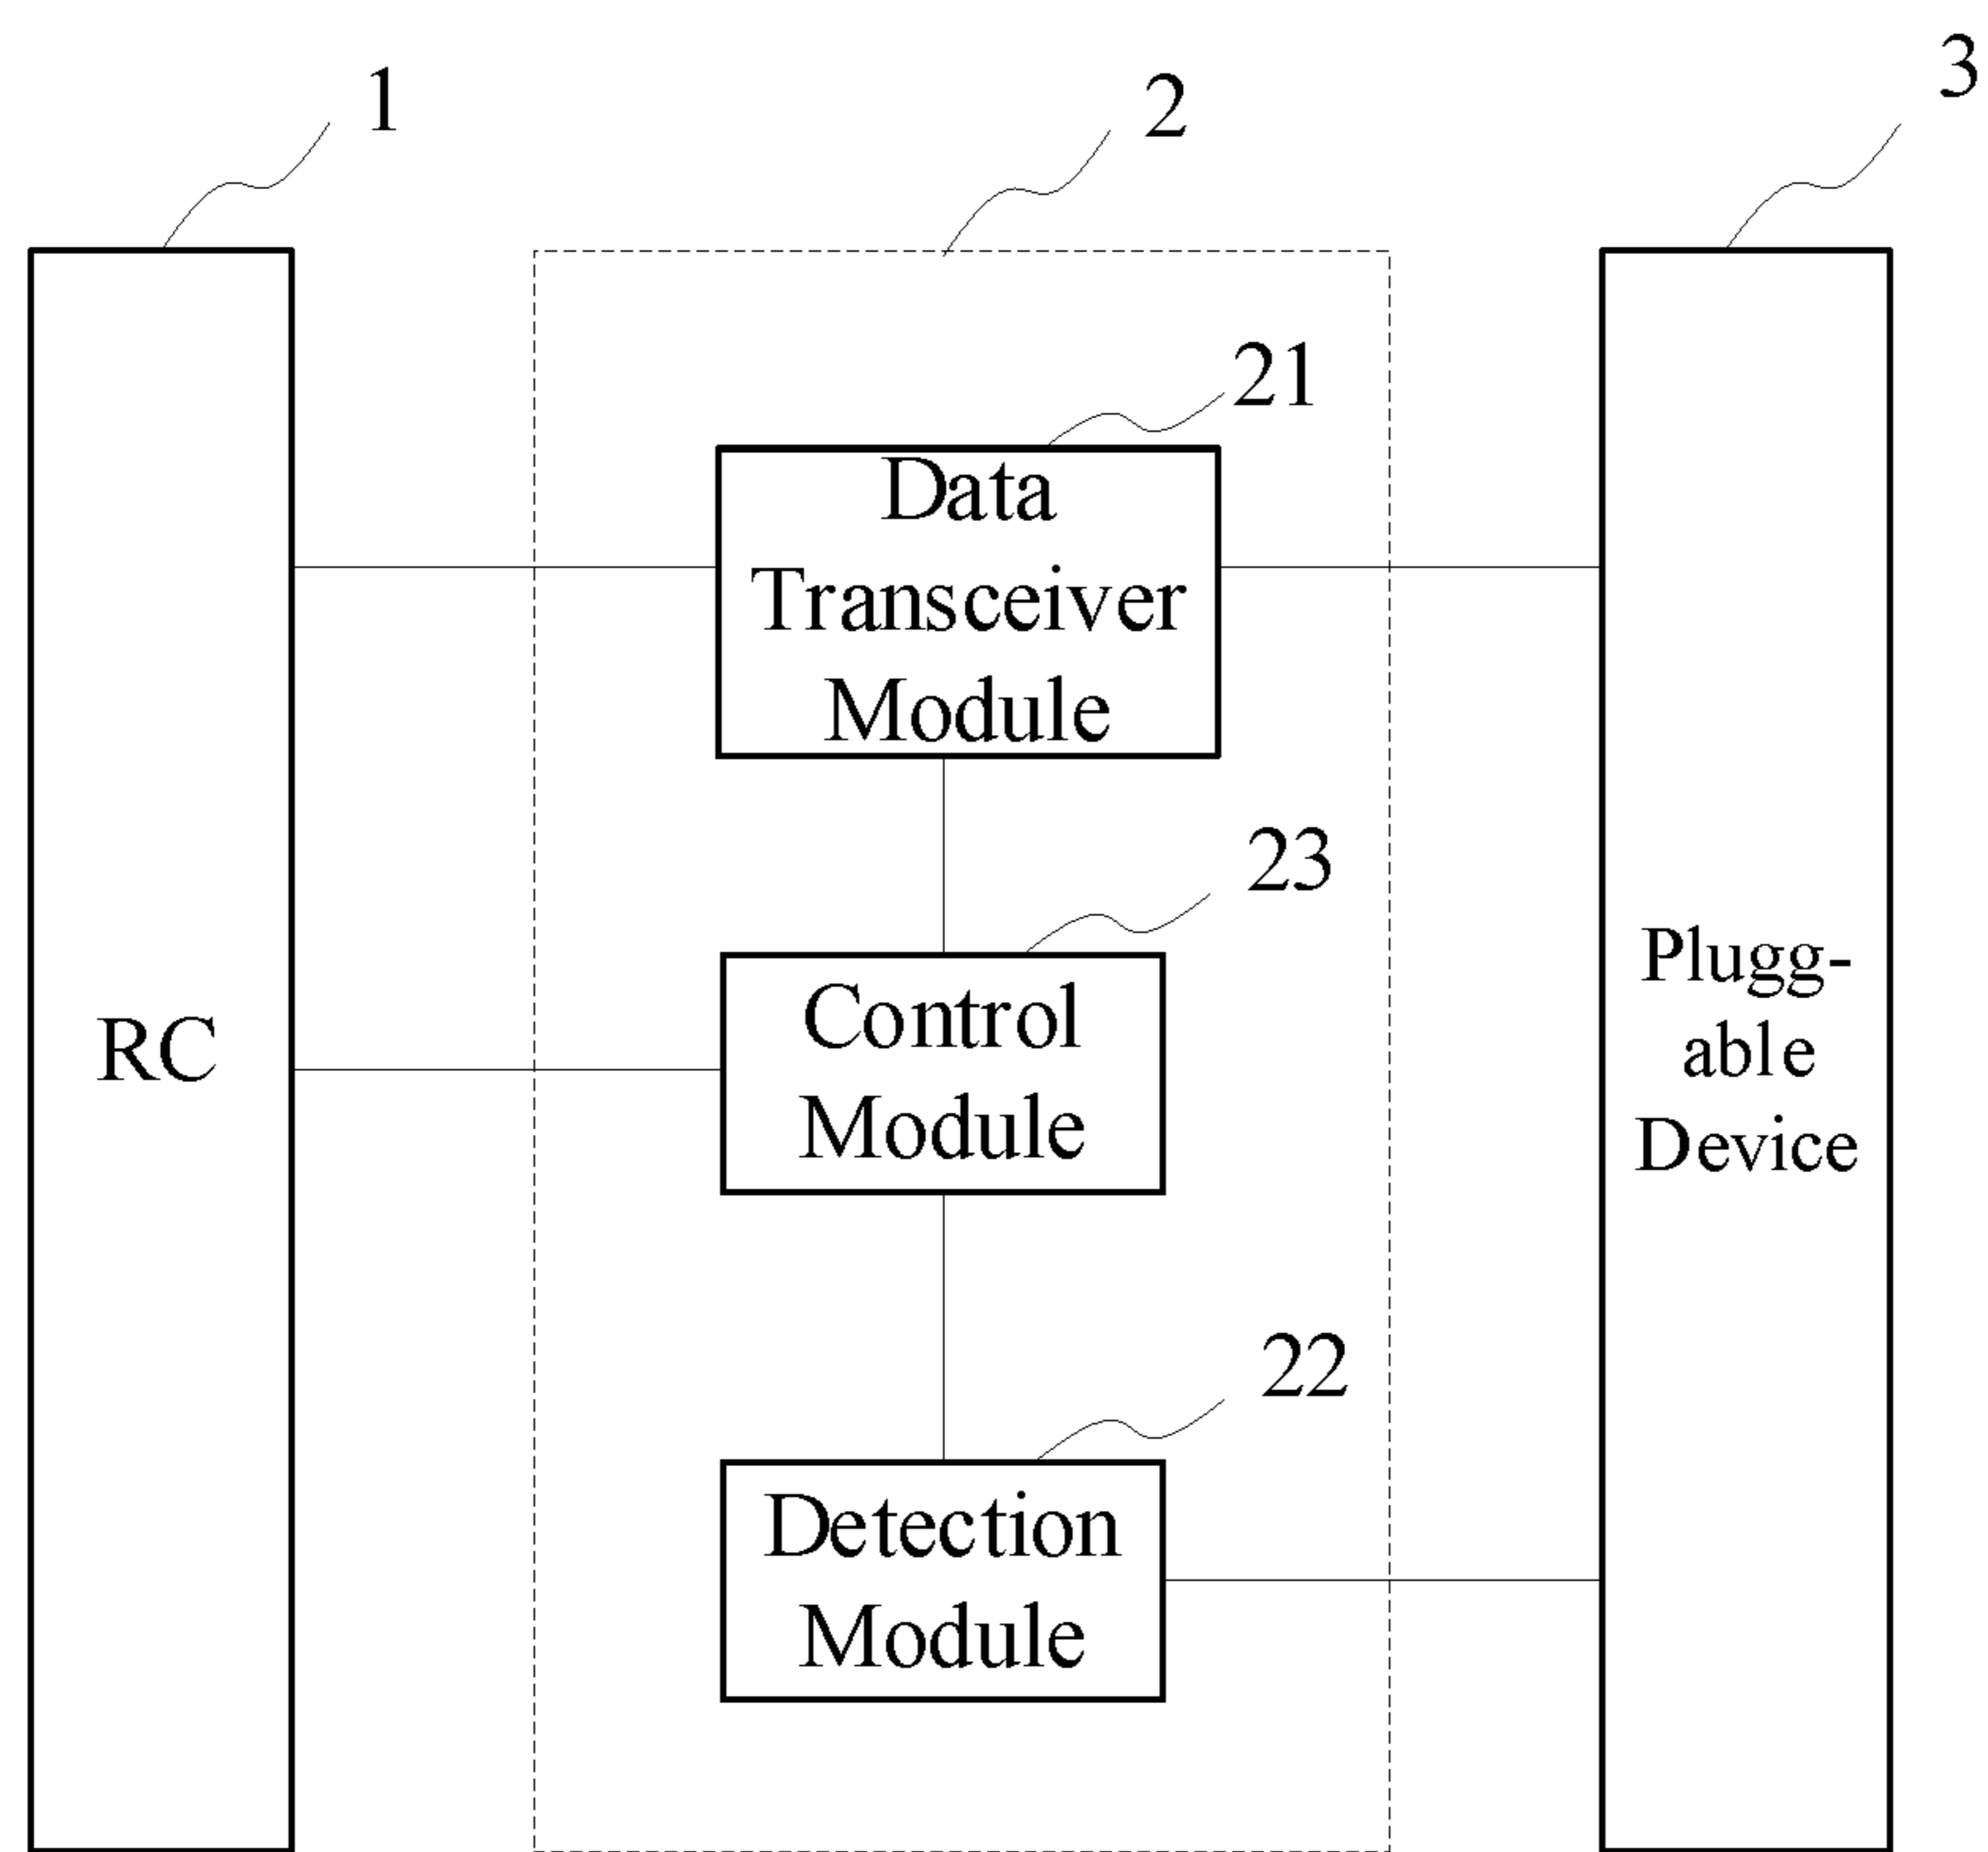 1
2
3
21
Data
Transceiver
Module
23
Control
Module
RC
Plugg-
able
Device
22
Detection
Module